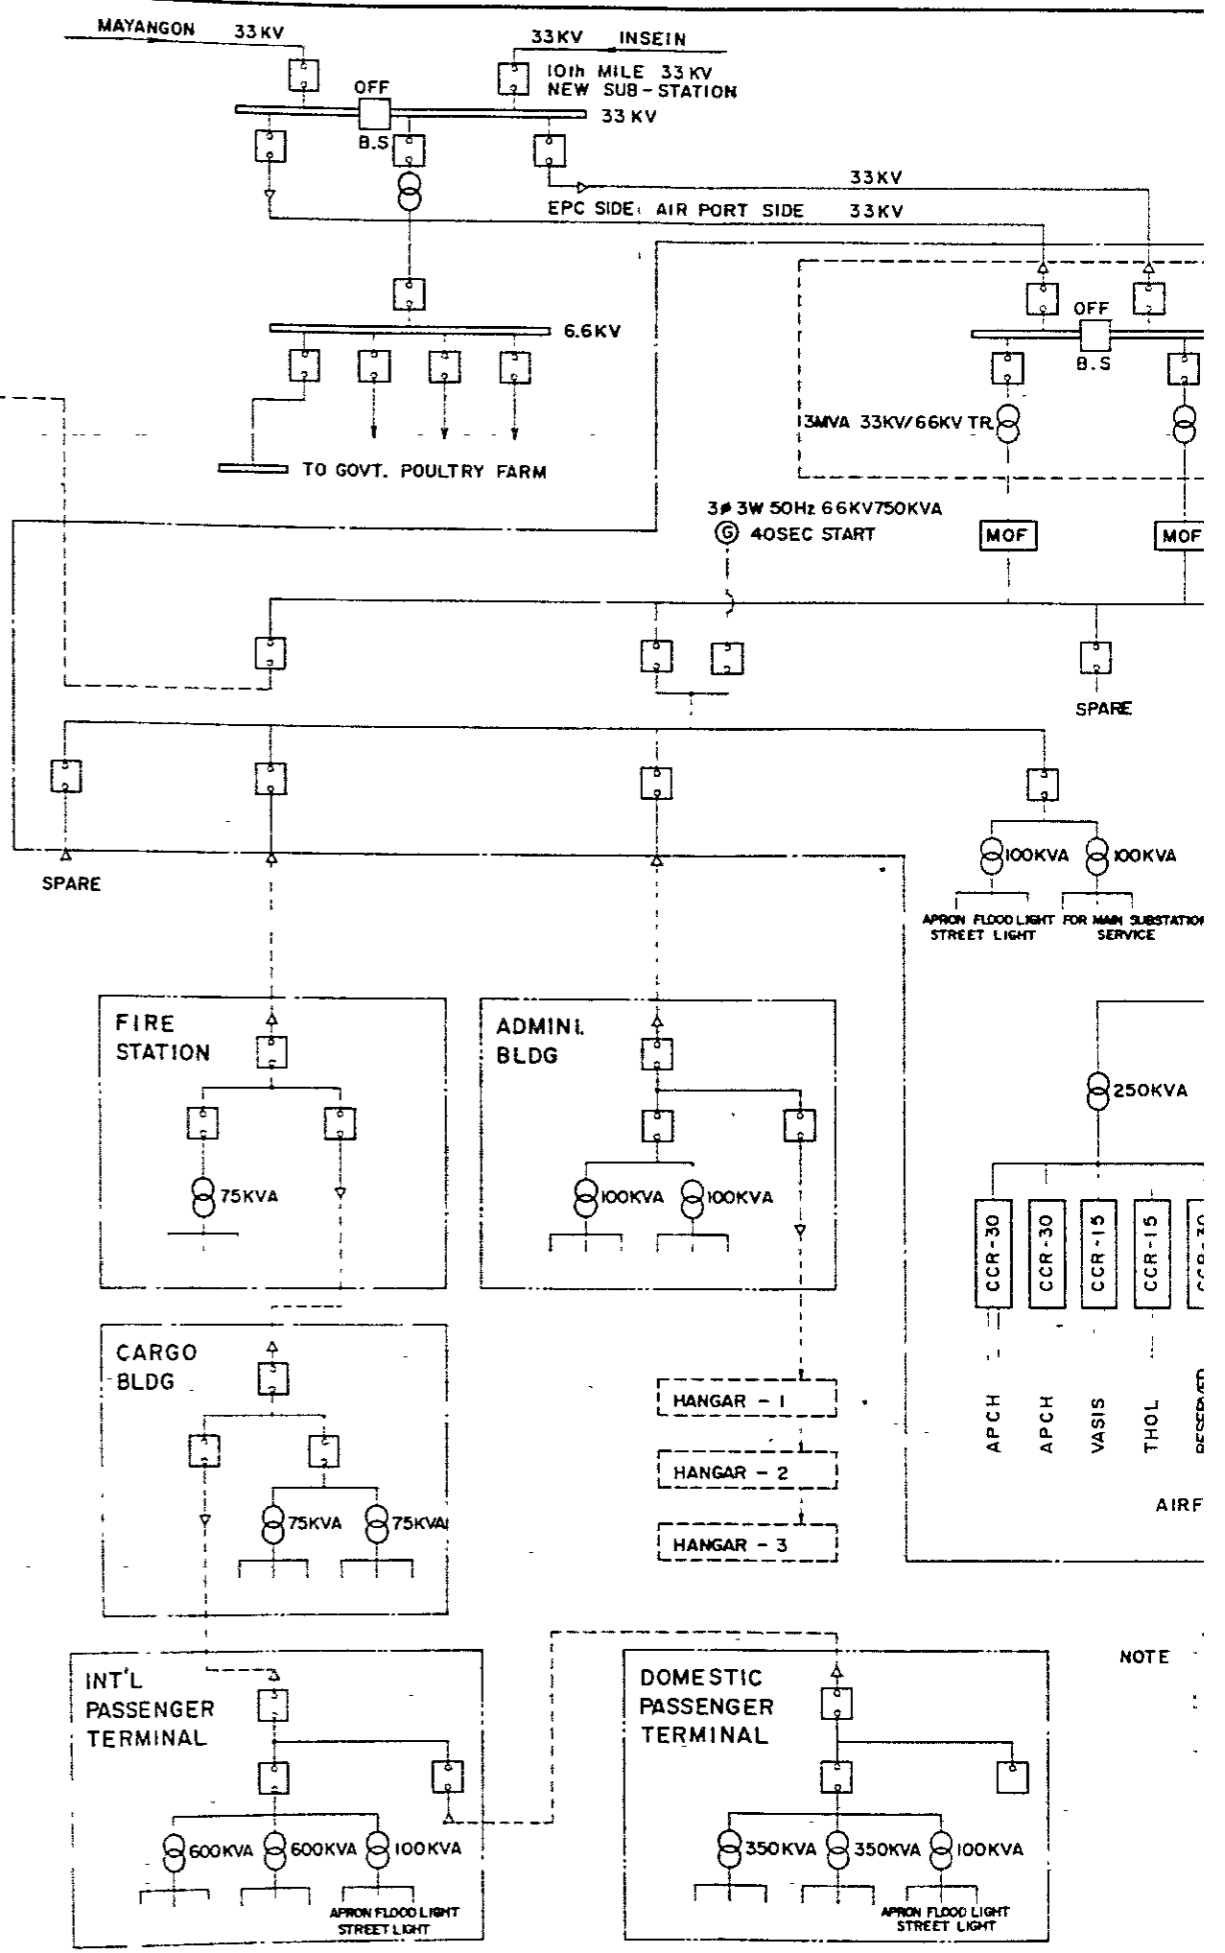 MAYANGON 33KV
33KV INSEIN
10th MILE 33KV
NEW SUB-STATION
OFF
33KV
B.S
33KV
EPC SIDE AIR PORT SIDE 33KV
OFF
6.6KV
B.S
3MVA 33KV/66KV TR.
TO GOVT. POULTRY FARM
3ø 3W 50Hz 66KV750KVA
G 40SEC START
MOF
MOF
SPARE
SPARE
100KVA
100KVA
APRON FLOOD LIGHT
STREET LIGHT
FOR MAIN SUBSTATION
SERVICE
FIRE
STATION
75KVA
ADMINI.
BLDG
100KVA
100KVA
250KVA
CCR-30
CCR-30
CCR-15
CCR-15
CCR-30
APCH
APCH
VASIS
THOL
RESERVED
AIRF
CARGO
BLDG
75KVA
75KVA
HANGAR - 1
HANGAR - 2
HANGAR - 3
NOTE
INT'L
PASSENGER
TERMINAL
600KVA
600KVA
100KVA
APRON FLOOD LIGHT
STREET LIGHT
DOMESTIC
PASSENGER
TERMINAL
350KVA
350KVA
100KVA
APRON FLOOD LIGHT
STREET LIGHT